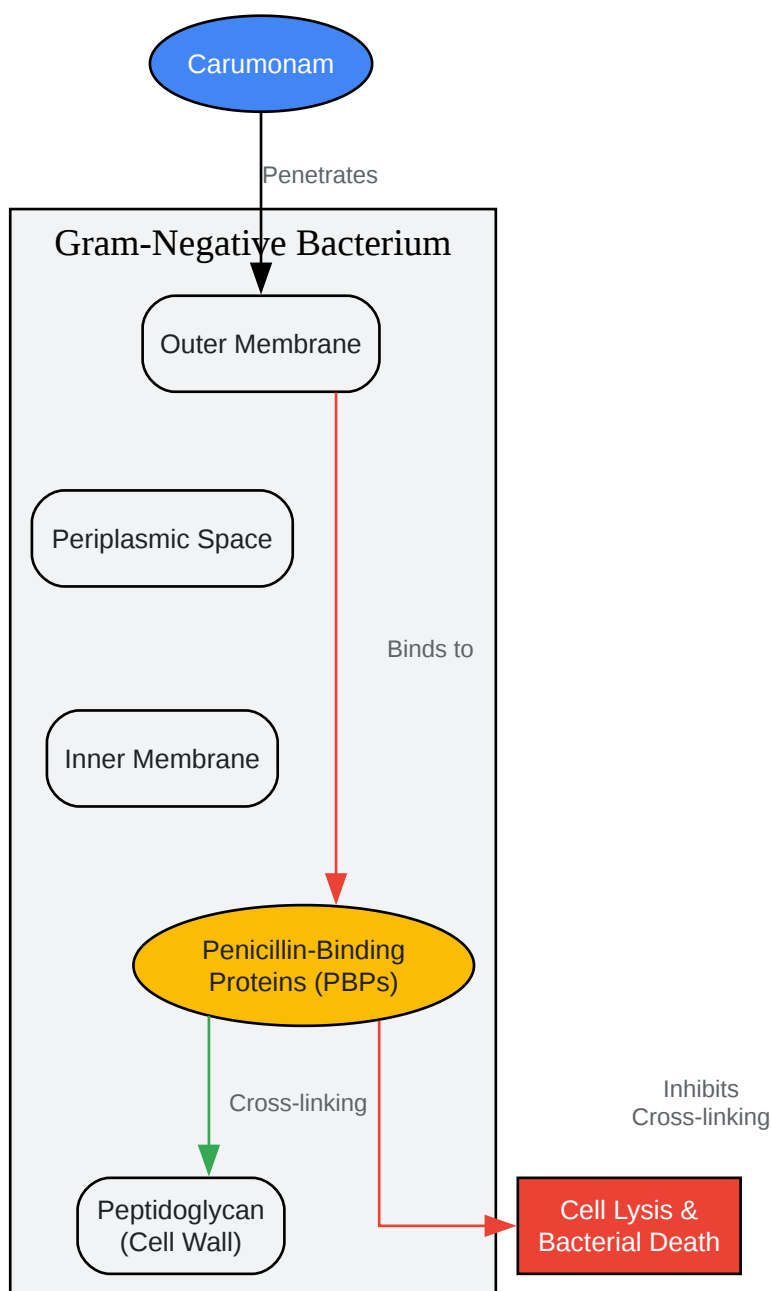 Carumonam
Penetrates
Gram-Negative Bacterium
Outer Membrane
Periplasmic Space
Binds to
Inner Membrane
Penicillin-Binding
Proteins (PBPs)
Cross-linking
Inhibits
Cross-linking
Peptidoglycan
(Cell Wall)
Cell Lysis &
Bacterial Death